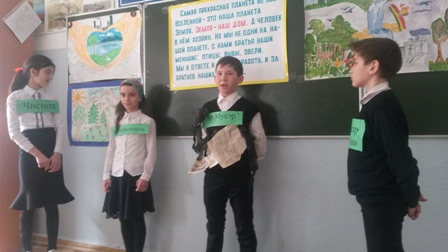 САМАЯ ПРЕКРАСНАЯ ПЛАНЕТА ВО
ВСЕЛЕННОЙ - ЭТО НАША ПЛАНЕТА
ЗЕМЛЯ. ЗЕМЛЯ - НАШ ДОМ, А ЧЕЛОВЕК
В НЁМ ХОЗЯИН. НО МЫ НЕ ОДНИ НА НА-
ШЕЙ ПЛАНЕТЕ. С НАМИ БРАТЬЯ НАШИ
МЕНЬШИЕ: ПТИЦЫ, РЫБЫ, ЗВЕРИ.
МЫ В ОТВЕТЕ
БРАТЬЕВ НАШИХ
Чистота
Мусор